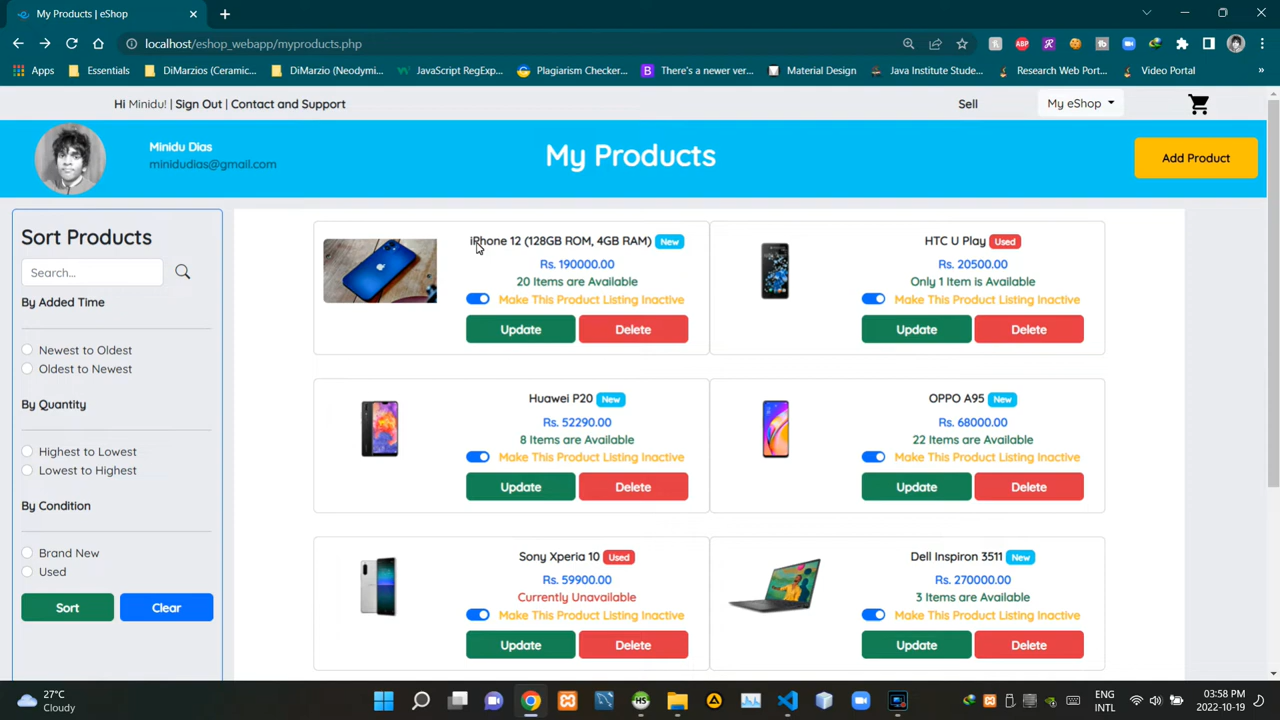 My Products | eShop
localhost/eshop_webapp/myproducts.php
Apps Essentials DiMarzios (Ceramic... DiMarzio (Neodymi... JavaScript RegExp... Plagiarism Checker... There's a newer ver... Material Design Java Institute Stude... Research Web Port... Video Portal
Hi Minidu! | Sign Out | Contact and Support
Sell
My eShop
Minidu Dias
minidudias@gmail.com
My Products
Add Product
Sort Products
Search...
By Added Time
Newest to Oldest
Oldest to Newest
By Quantity
Highest to Lowest
Lowest to Highest
By Condition
Brand New
Used
Sort Clear
iPhone 12 (128GB ROM, 4GB RAM) New
Rs. 190000.00
20 Items are Available
Make This Product Listing Inactive
Update Delete
HTC U Play Used
Rs. 20500.00
Only 1 Item is Available
Make This Product Listing Inactive
Update Delete
Huawei P20 New
Rs. 52290.00
8 Items are Available
Make This Product Listing Inactive
Update Delete
OPPO A95 New
Rs. 68000.00
22 Items are Available
Make This Product Listing Inactive
Update Delete
Sony Xperia 10 Used
Rs. 59900.00
Currently Unavailable
Make This Product Listing Inactive
Update Delete
Dell Inspiron 3511 New
Rs. 270000.00
3 Items are Available
Make This Product Listing Inactive
Update Delete
27°C
Cloudy
ENG
INTL
03:58 PM
2022-10-19